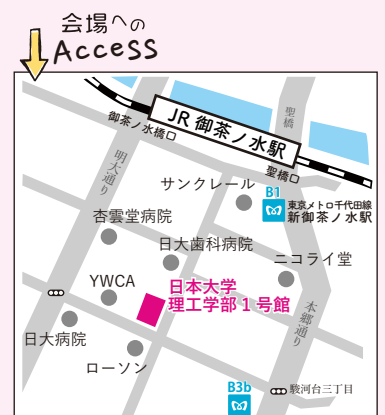 会場への
Access
JR 御茶ノ水駅
御茶ノ水橋
聖橋
聖橋
明大通り
サンクレール
B1
東京メトロ千代田線
新御茶ノ水駅
杏雲堂病院
日大歯科病院
ニコライ堂
YWCA
日本大学
理工学部 1 号館
本郷通り
日大病院
ローソン
B3b
駿河台三丁目